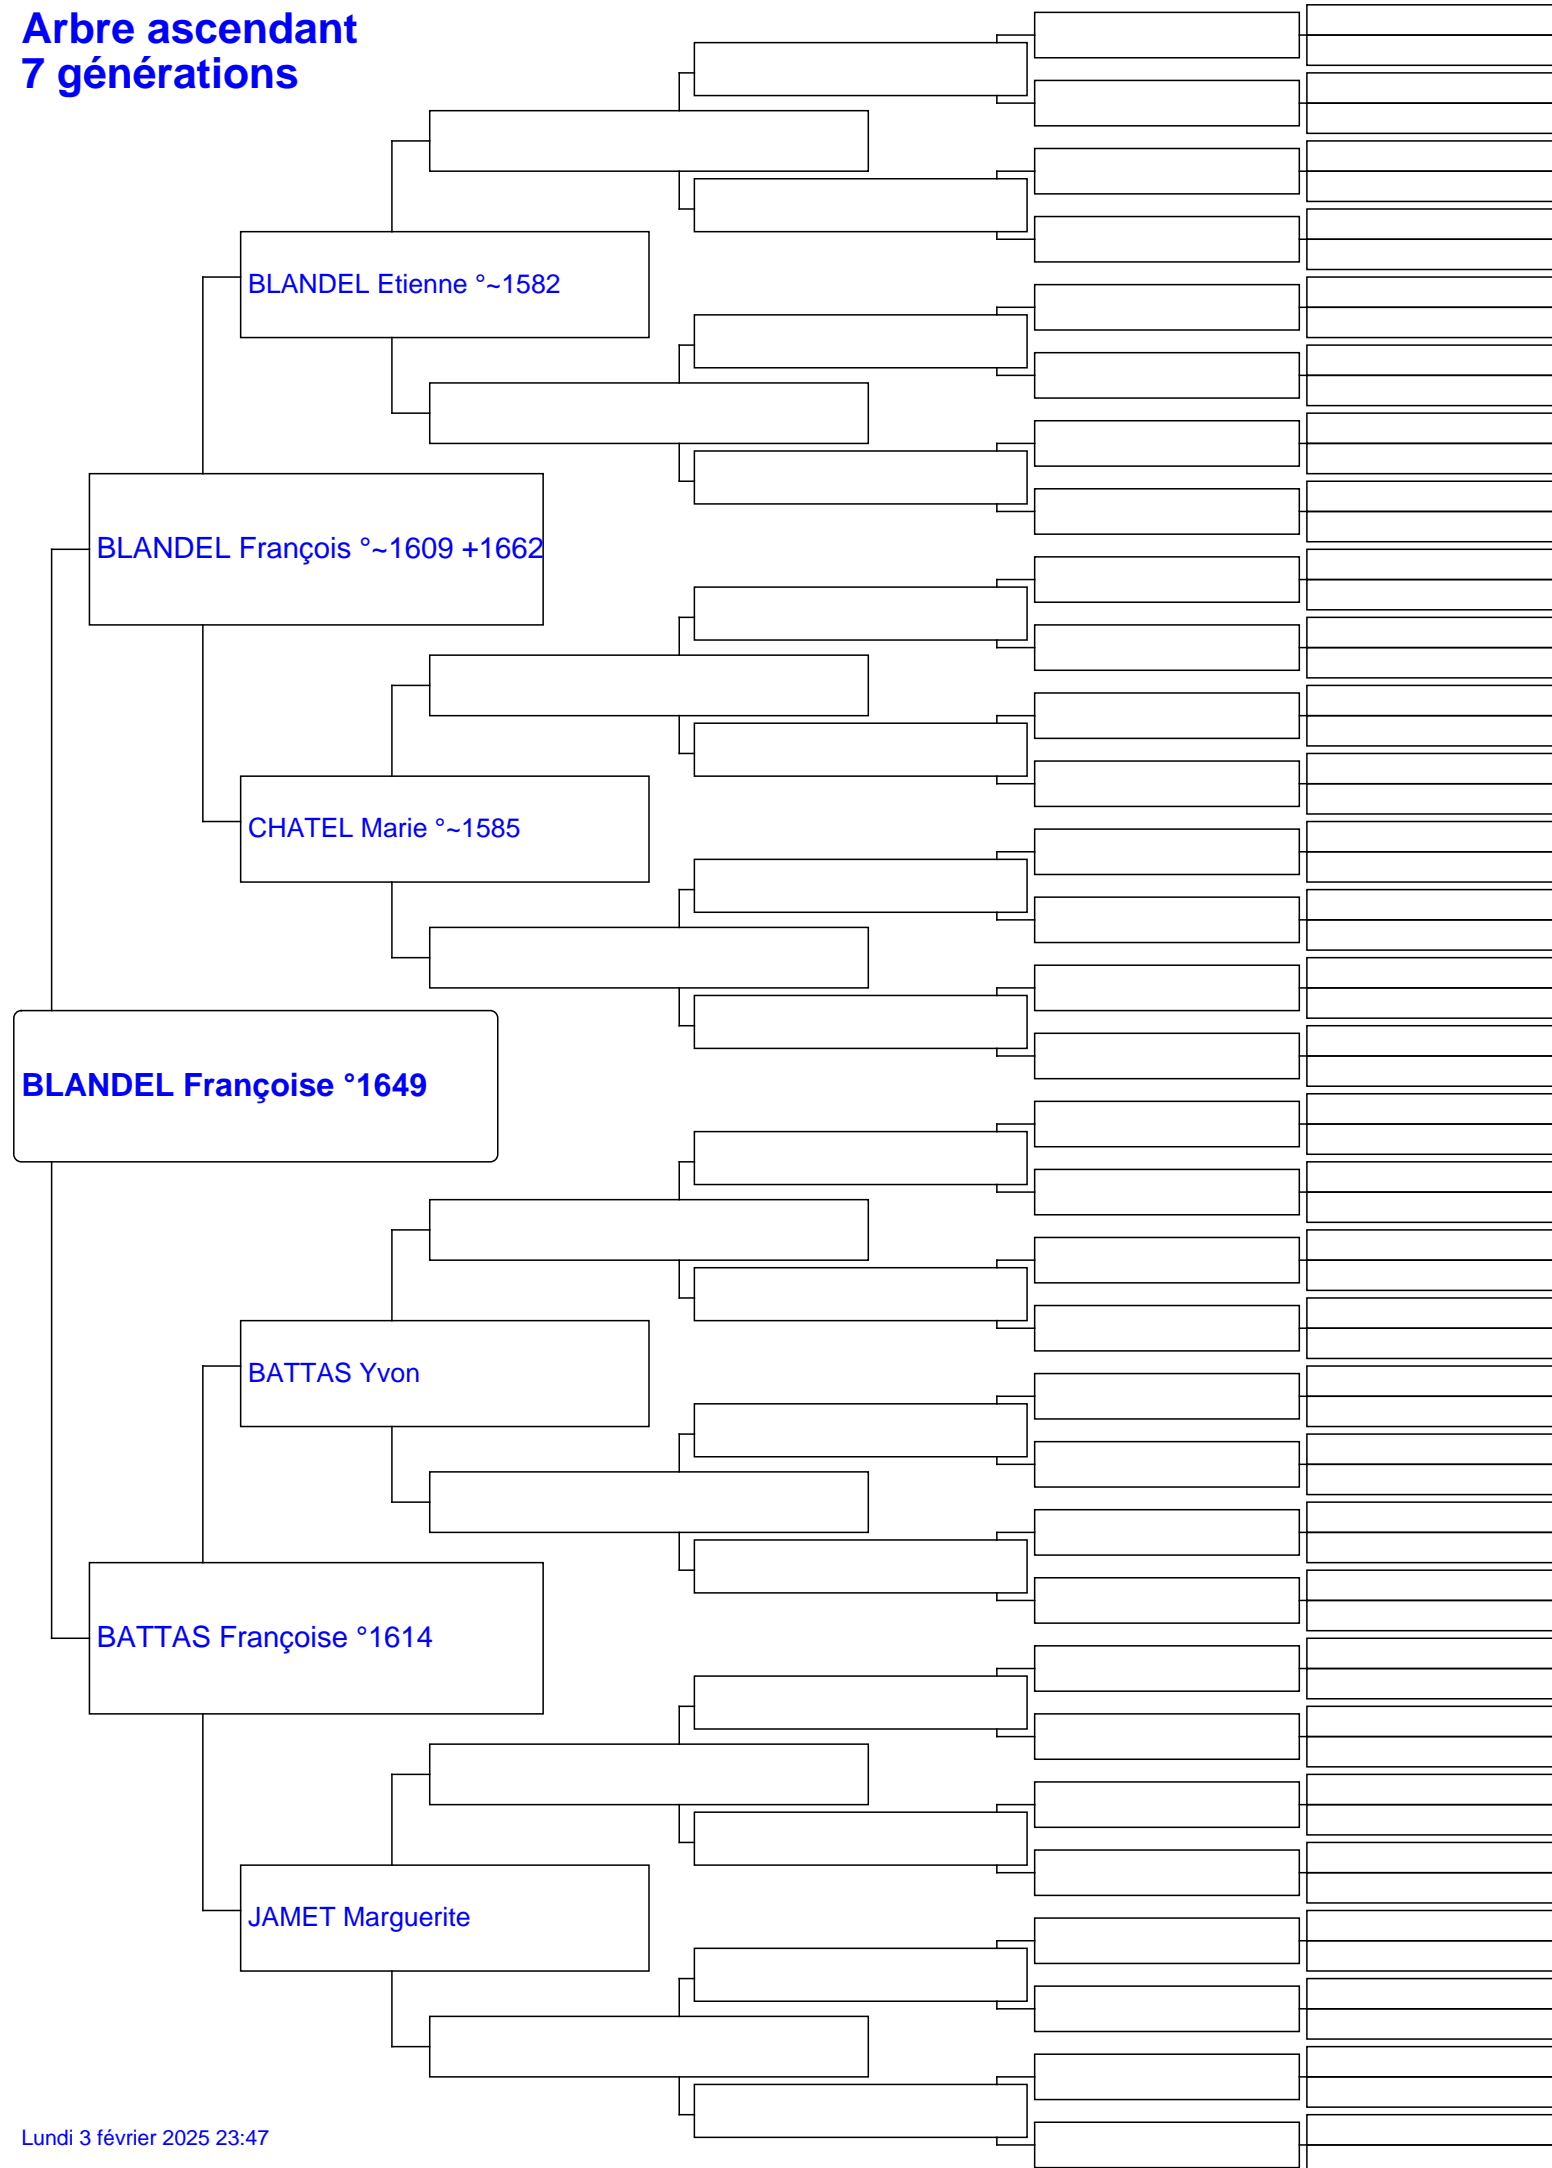 Arbre ascendant
7 générations
BLANDEL Etienne °~1582
BLANDEL François °~1609 +1662
CHATEL Marie °~1585
BLANDEL Françoise °1649
BATTAS Yvon
BATTAS Françoise °1614
JAMET Marguerite
Lundi 3 février 2025 23:47